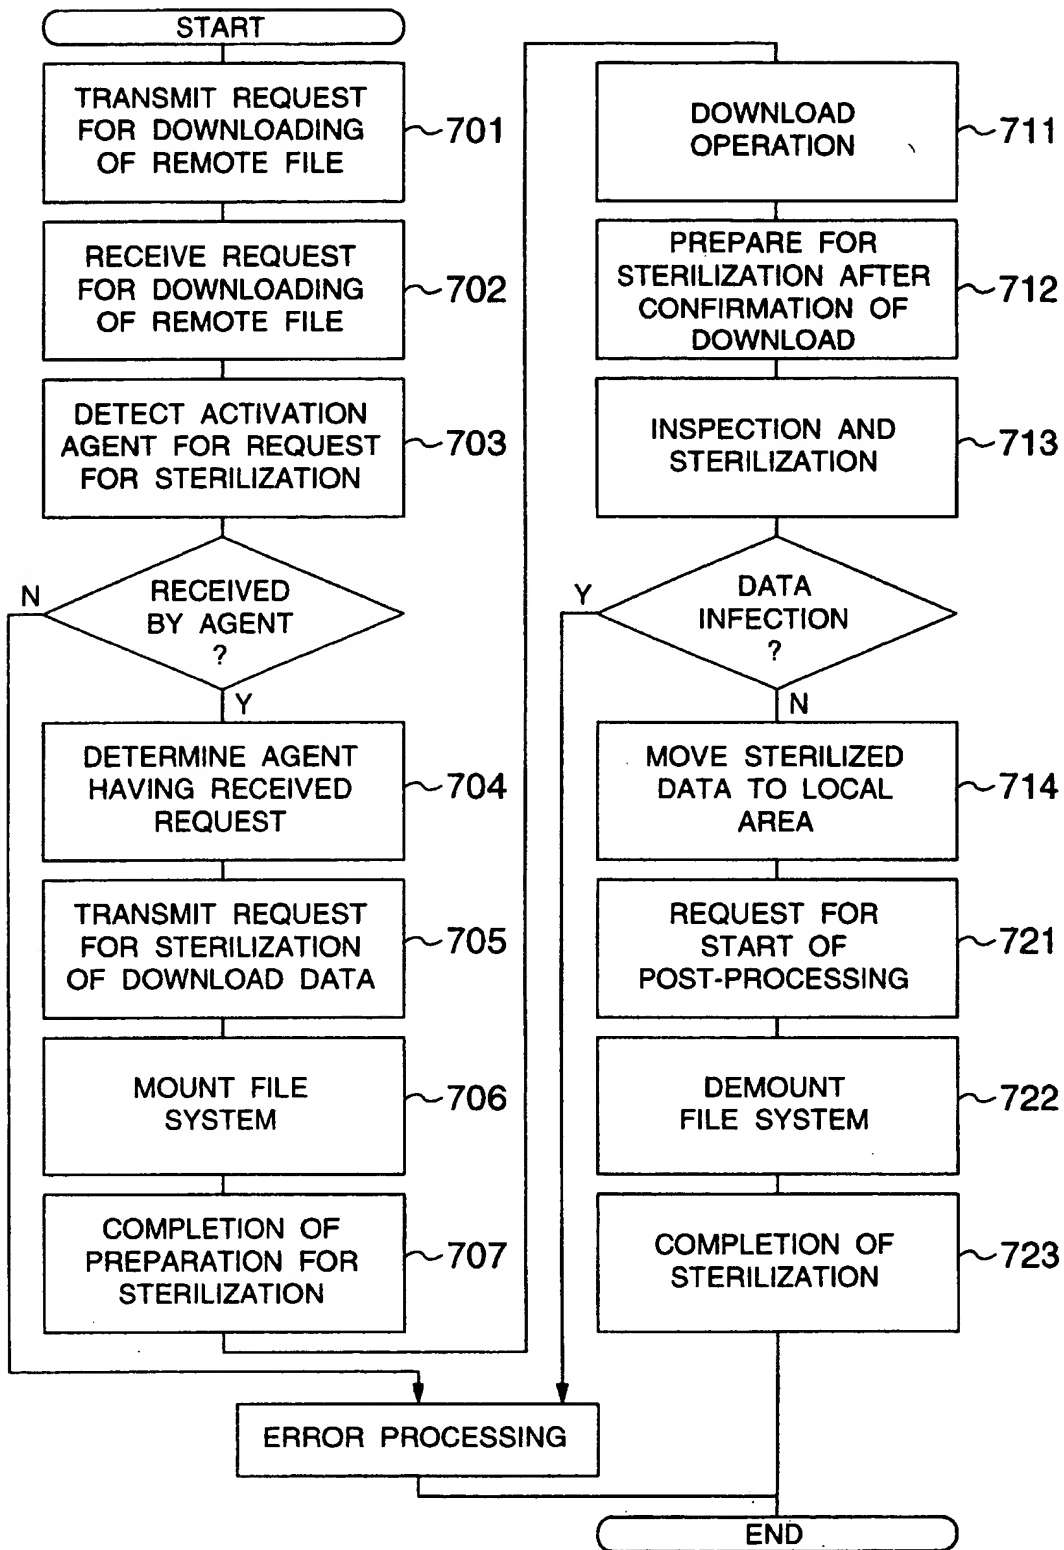 START
TRANSMIT REQUEST
FOR DOWNLOADING
OF REMOTE FILE
701
RECEIVE REQUEST
FOR DOWNLOADING
OF REMOTE FILE
702
DETECT ACTIVATION
AGENT FOR REQUEST
FOR STERILIZATION
703
N
RECEIVED
BY AGENT
?
Y
DETERMINE AGENT
HAVING RECEIVED
REQUEST
704
TRANSMIT REQUEST
FOR STERILIZATION
OF DOWNLOAD DATA
705
MOUNT FILE
SYSTEM
706
COMPLETION OF
PREPARATION FOR
STERILIZATION
707
DOWNLOAD
OPERATION
711
PREPARE FOR
STERILIZATION AFTER
CONFIRMATION OF
DOWNLOAD
712
INSPECTION AND
STERILIZATION
713
Y
DATA
INFECTION
?
N
MOVE STERILIZED
DATA TO LOCAL
AREA
714
REQUEST FOR
START OF
POST-PROCESSING
721
DEMOUNT
FILE SYSTEM
722
COMPLETION OF
STERILIZATION
723
ERROR PROCESSING
END